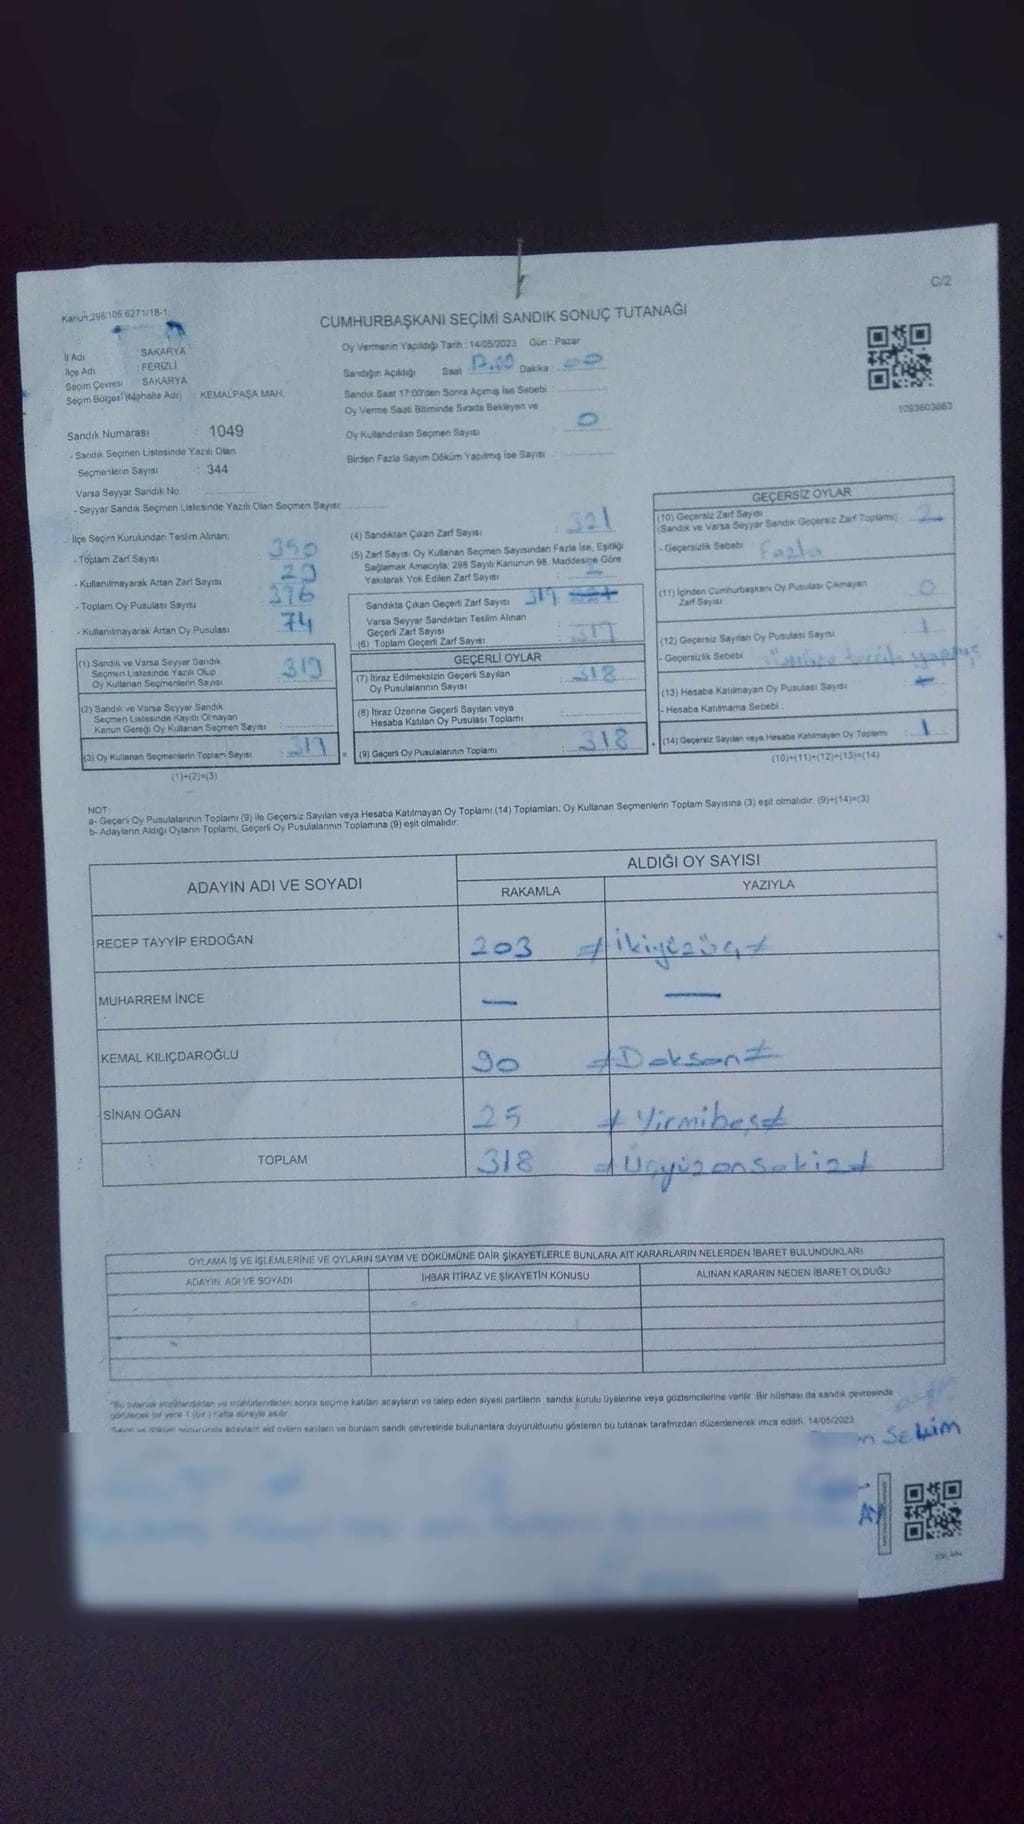 C/2
Kanun:298/105 6271/18-1
CUMHURBAŞKANI SEÇİMİ SANDIK SONUÇ TUTANAĞI
İl Adı : SAKARYA
İlçe Adı : FERİZLİ
Seçim Çevresi : SAKARYA
Seçim Bölgesi (Mahalle Adı) : KEMALPAŞA MAH.
Sandık Numarası : 1049
- Sandık Seçmen Listesinde Yazılı Olan
Seçmenlerin Sayısı : 344
Varsa Seyyar Sandık No
- Seyyar Sandık Seçmen Listesinde Yazılı Olan Seçmen Sayısı:
Oy Vermenin Yapıldığı Tarih : 14/05/2023 Gün : Pazar
Sandığın Açıldığı Saat 17.00 Dakika : 00
Sandık Saat 17:00'den Sonra Açılmış İse Sebebi :
Oy Verme Saati Bitiminde Sırada Bekleyen ve
Oy Kullandırılan Seçmen Sayısı : 0
Birden Fazla Sayım Döküm Yapılmış İse Sayısı :
1093603663
İlçe Seçim Kurulundan Teslim Alınan;
- Toplam Zarf Sayısı : 350
- Kullanılmayarak Artan Zarf Sayısı : 29
- Toplam Oy Pusulası Sayısı : 376
- Kullanılmayarak Artan Oy Pusulası : 74
(1) Sandık ve Varsa Seyyar Sandık
Seçmen Listesinde Yazılı Olup
Oy Kullanan Seçmenlerin Sayısı : 319
(2) Sandık ve Varsa Seyyar Sandık
Seçmen Listesinde Kayıtlı Olmayan
Kanun Gereği Oy Kullanan Seçmen Sayısı :
(3) Oy Kullanan Seçmenlerin Toplam Sayısı : 319 =
(1)+(2)=(3)
(4) Sandıktan Çıkan Zarf Sayısı : 321
(5) Zarf Sayısı, Oy Kullanan Seçmen Sayısından Fazla İse, Eşitliği
Sağlamak Amacıyla; 298 Sayılı Kanunun 98. Maddesine Göre
Yakılarak Yok Edilen Zarf Sayısı :
Sandıkta Çıkan Geçerli Zarf Sayısı : 319
Varsa Seyyar Sandıktan Teslim Alınan
Geçerli Zarf Sayısı
(6) Toplam Geçerli Zarf Sayısı : 319
GEÇERLİ OYLAR
(7) İtiraz Edilmeksizin Geçerli Sayılan
Oy Pusulalarının Sayısı : 318
(8) İtiraz Üzerine Geçerli Sayılan veya
Hesaba Katılan Oy Pusulası Toplamı :
(9) Geçerli Oy Pusulalarının Toplamı : 318 +
GEÇERSİZ OYLAR
(10) Geçersiz Zarf Sayısı
(Sandık ve Varsa Seyyar Sandık Geçersiz Zarf Toplamı) : 2
- Geçersizlik Sebebi : Fazla
(11) İçinden Cumhurbaşkanı Oy Pusulası Çıkmayan
Zarf Sayısı : 0
(12) Geçersiz Sayılan Oy Pusulası Sayısı : 1
- Geçersizlik Sebebi :
(13) Hesaba Katılmayan Oy Pusulası Sayısı :
- Hesaba Katılmama Sebebi :
(14) Geçersiz Sayılan veya Hesaba Katılmayan Oy Toplamı : 1
(10)+(11)+(12)+(13)=(14)
NOT:
a- Geçerli Oy Pusulalarının Toplamı (9) ile Geçersiz Sayılan veya Hesaba Katılmayan Oy Toplamı (14) Toplamları, Oy Kullanan Seçmenlerin Toplam Sayısına (3) eşit olmalıdır. (9)+(14)=(3)
b- Adayların Aldığı Oyların Toplamı, Geçerli Oy Pusulalarının Toplamına (9) eşit olmalıdır.
ADAYIN ADI VE SOYADI
ALDIĞI OY SAYISI
RAKAMLA YAZIYLA
RECEP TAYYİP ERDOĞAN 203 ≠ İkiyüzüç ≠
MUHARREM İNCE — —
KEMAL KILIÇDAROĞLU 90 ≠ Doksan ≠
SİNAN OĞAN 25 ≠ Yirmibeş ≠
TOPLAM 318 ≠ Üçyüzonsekiz ≠
OYLAMA İŞ VE İŞLEMLERİNE VE OYLARIN SAYIM VE DÖKÜMÜNE DAİR ŞİKAYETLERLE BUNLARA AİT KARARLARIN NELERDEN İBARET BULUNDUKLARI
ADAYIN ADI VE SOYADI İHBAR İTİRAZ VE ŞİKAYETİN KONUSU ALINAN KARARIN NEDEN İBARET OLDUĞU
"Bu tutanak imzalandıktan ve mühürlendikten sonra seçime katılan adayların ve talep eden siyasi partilerin sandık kurulu üyelerine veya gözlemcilerine verilir. Bir nüshası da sandık çevresinde
görülecek bir yere 1 (bir) hafta süreyle asılır.
ve bunların sandık çevresinde bulunanlara duyurulduğunu gösteren bu tutanak tarafımızdan düzenlenerek imza edildi. 14/05/2023
Selim